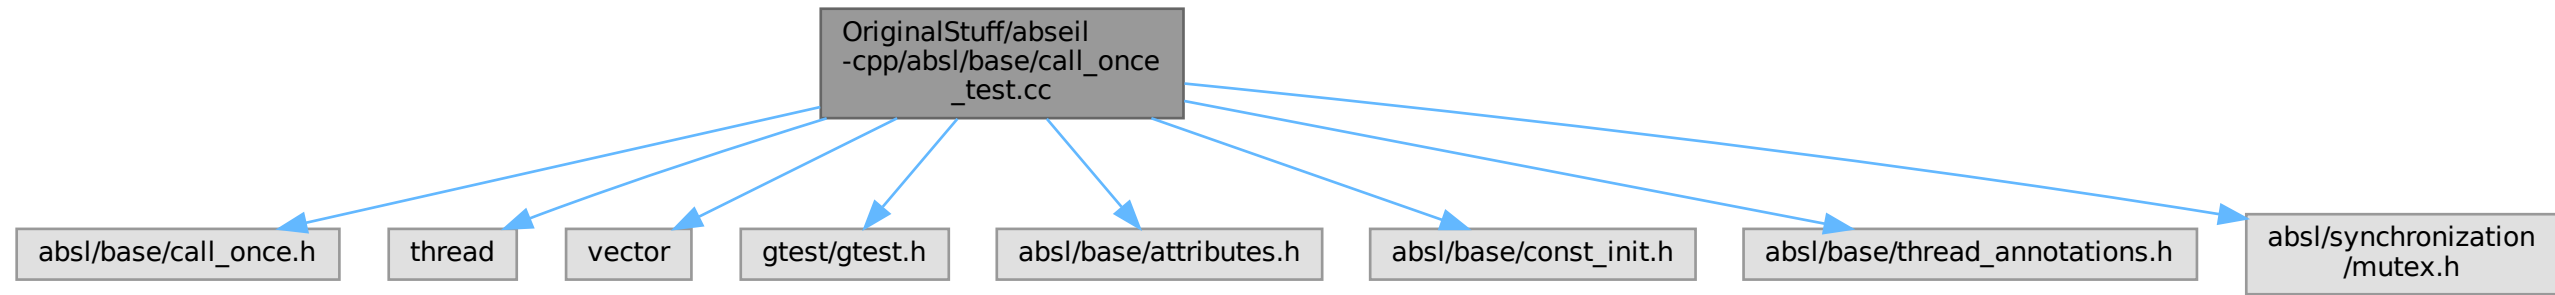 OriginalStuff/abseil
-cpp/absl/base/call_once
_test.cc
absl/base/call_once.h
thread
vector
gtest/gtest.h
absl/base/attributes.h
absl/base/const_init.h
absl/base/thread_annotations.h
absl/synchronization
/mutex.h